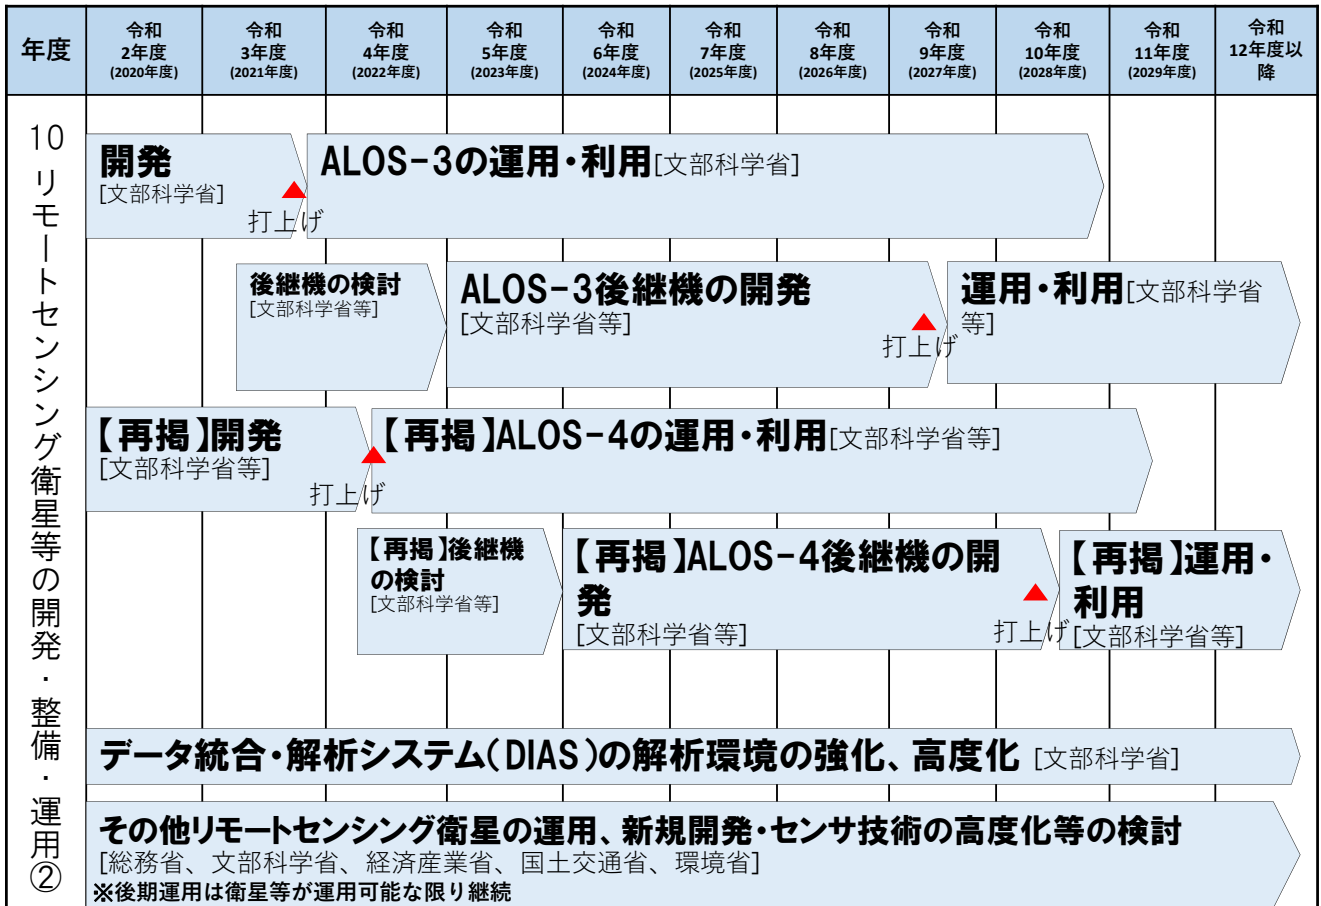 年度
令和
2年度
(2020年度)
令和
3年度
(2021年度)
令和
4年度
(2022年度)
令和
5年度
(2023年度)
令和
6年度
(2024年度)
令和
7年度
(2025年度)
令和
8年度
(2026年度)
令和
9年度
(2027年度)
令和
10年度
(2028年度)
令和
11年度
(2029年度)
令和
12年度以
降
10 リモートセンシング衛星等の開発・整備・運用②
開発
[文部科学省]
打上げ
ALOS-3の運用・利用[文部科学省]
後継機の検討
[文部科学省等]
ALOS-3後継機の開発
[文部科学省等]
打上げ
運用・利用[文部科学省
等]
【再掲】開発
[文部科学省等]
打上げ
【再掲】ALOS-4の運用・利用[文部科学省等]
【再掲】後継機
の検討
[文部科学省等]
【再掲】ALOS-4後継機の開
発
[文部科学省等]
打上げ
【再掲】運用・
利用
[文部科学省等]
データ統合・解析システム(DIAS)の解析環境の強化、高度化 [文部科学省]
その他リモートセンシング衛星の運用、新規開発・センサ技術の高度化等の検討
[総務省、文部科学省、経済産業省、国土交通省、環境省]
※後期運用は衛星等が運用可能な限り継続